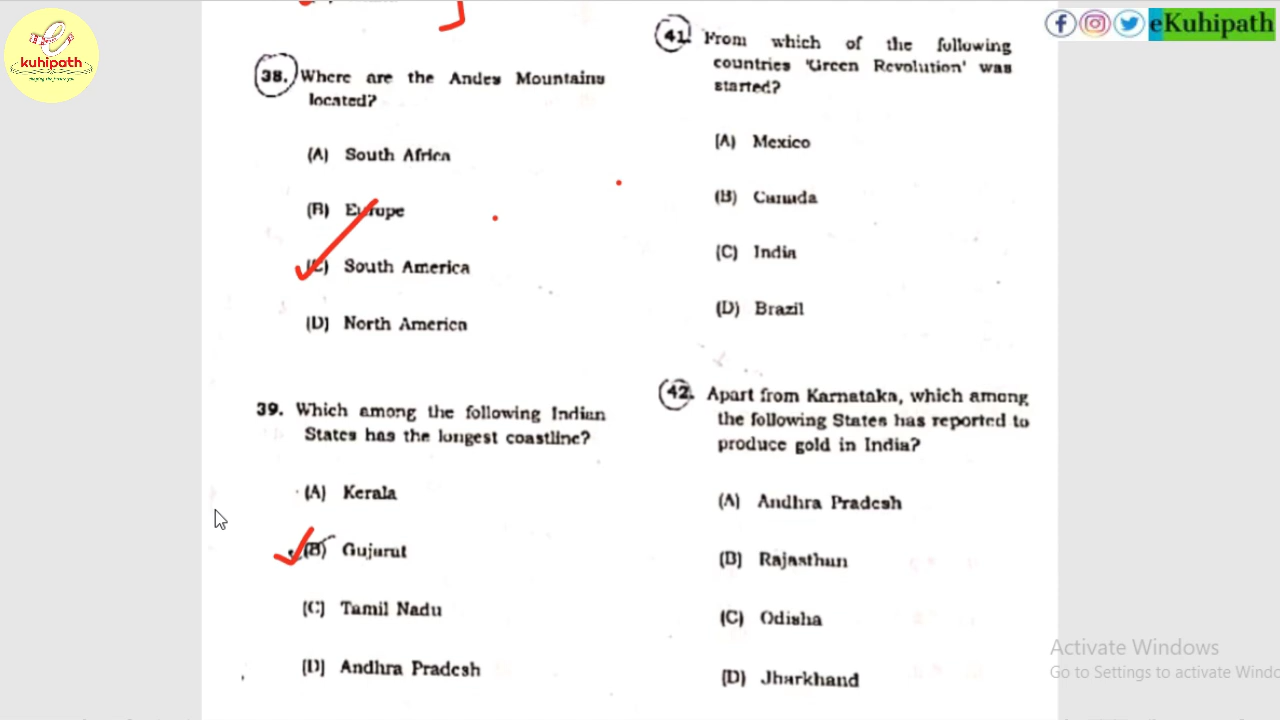 kuhipath
eKuhipath
38. Where are the Andes Mountains
located?
(A) South Africa
(B) Europe
(C) South America
(D) North America
39. Which among the following Indian
States has the longest coastline?
(A) Kerala
(B) Gujarat
(C) Tamil Nadu
(D) Andhra Pradesh
41. From which of the following
countries 'Green Revolution' was
started?
(A) Mexico
(B) Canada
(C) India
(D) Brazil
42. Apart from Karnataka, which among
the following States has reported to
produce gold in India?
(A) Andhra Pradesh
(B) Rajasthan
(C) Odisha
(D) Jharkhand
Activate Windows
Go to Settings to activate Windo